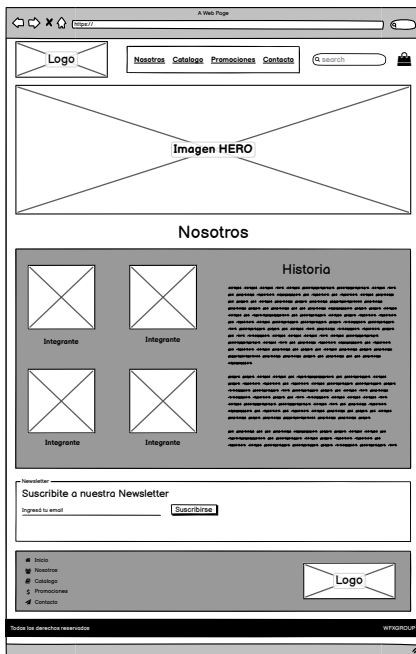 A Web Page
https://
Logo
Nosotros Catalogo Promociones Contacto
search
Imagen HERO
Nosotros
Historia
Integrante
Integrante
Integrante
Integrante
Newsletter
Suscribite a nuestra Newsletter
Ingresá tu email
Suscribirse
Inicio
Nosotros
Catalogo
Promociones
Contacto
Logo
Todos los derechos reservados
WFXGROUP